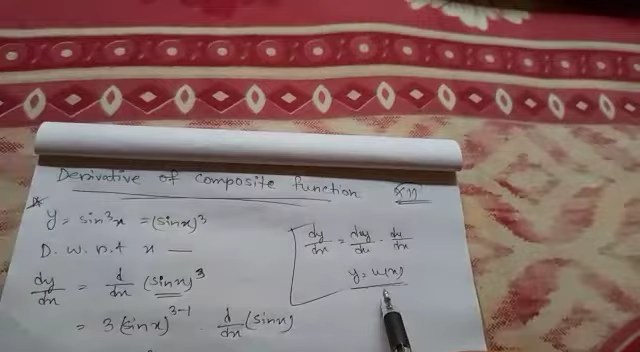 Derivative of composite function XII
y = sin³x = (sinx)³
D. w. r. t x —
dy/dx = d/dx (sinx)³
= 3(sinx)³⁻¹ . d/dx (sinx)
dy/dx = dy/du . du/dx
y = u(x)